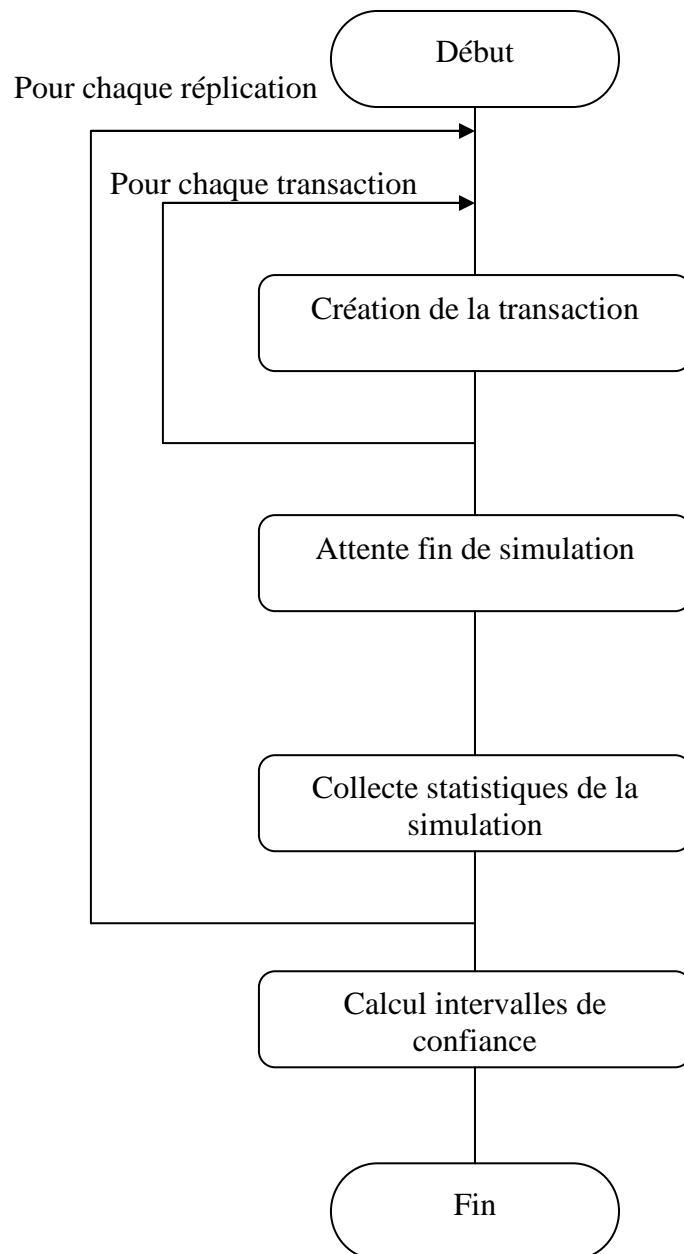 Début
Pour chaque réplication
Pour chaque transaction
Création de la transaction
Attente fin de simulation
Collecte statistiques de la
simulation
Calcul intervalles de
confiance
Fin